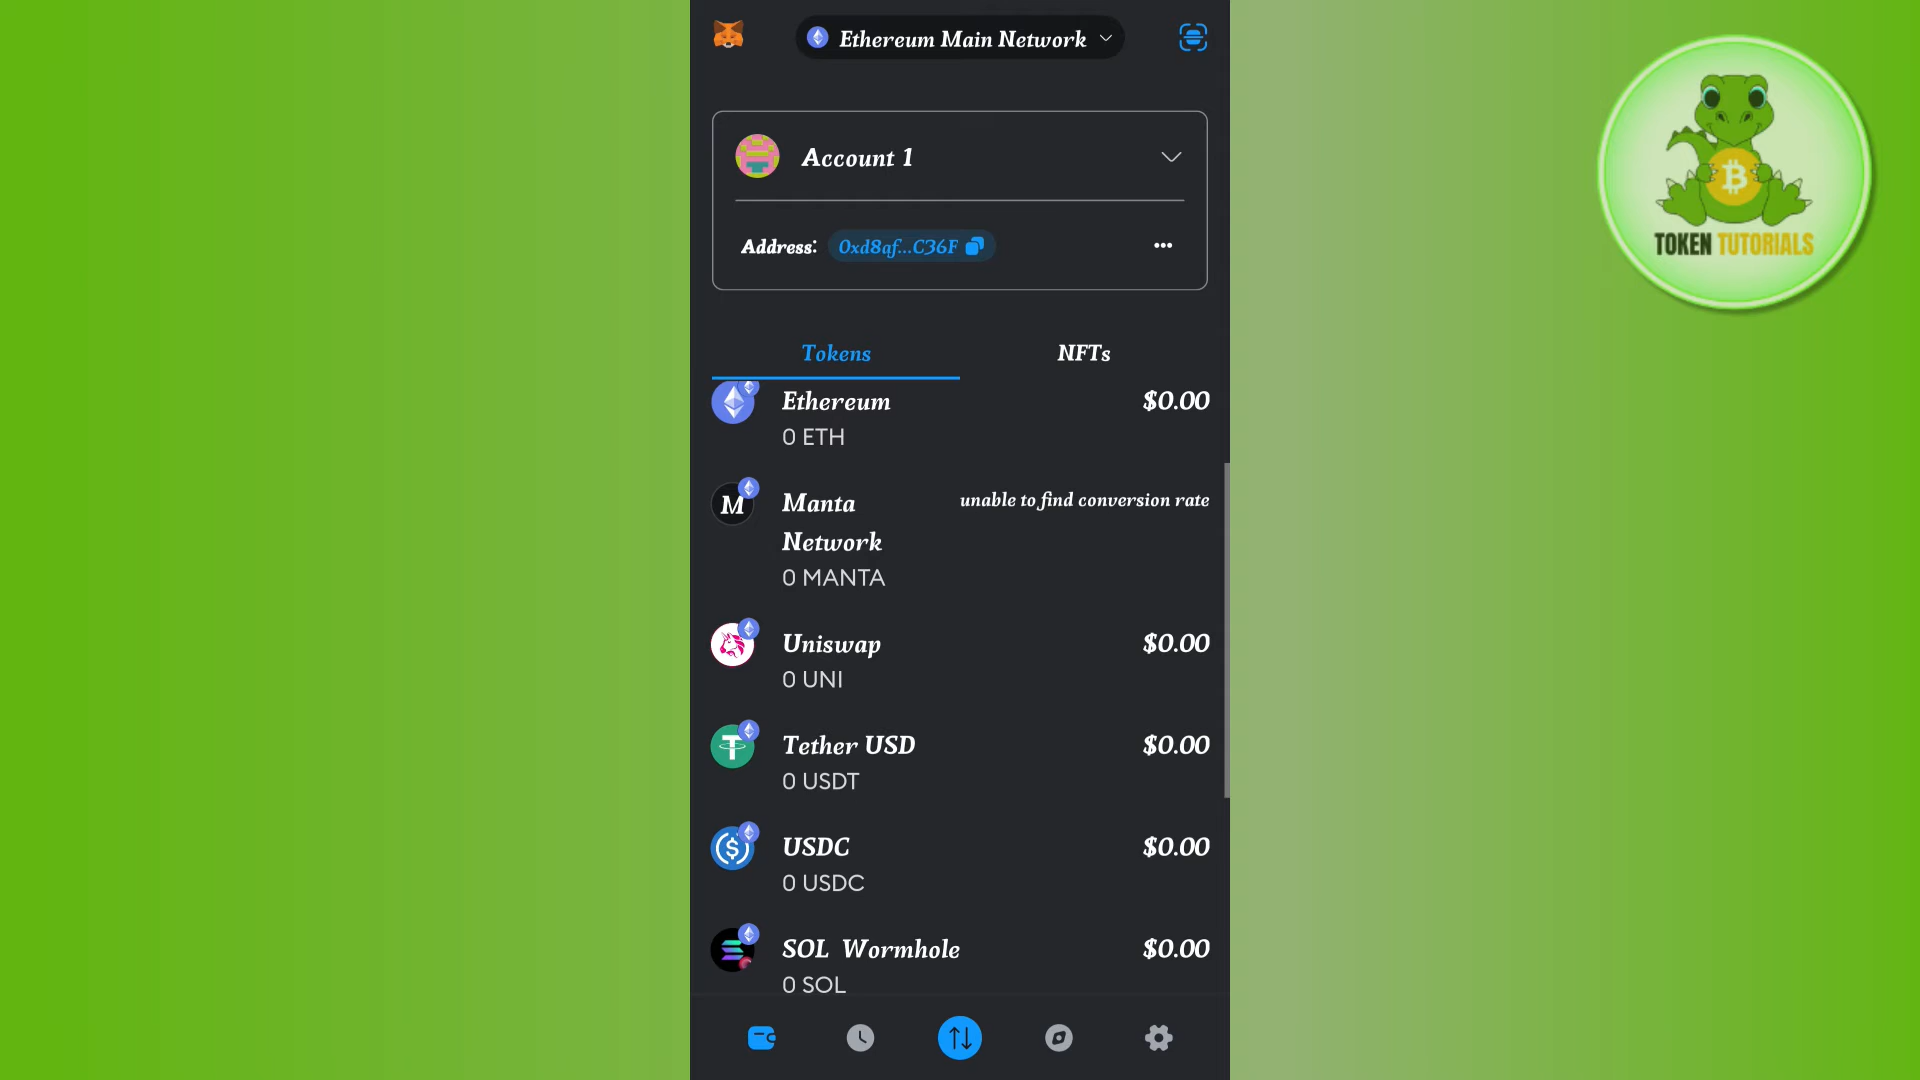 Ethereum Main Network
Account 1
Address: 0xd8af...C36F
Tokens NFTs
Ethereum $0.00
0 ETH
M Manta unable to find conversion rate
Network
0 MANTA
Uniswap $0.00
0 UNI
Tether USD $0.00
0 USDT
USDC $0.00
0 USDC
SOL Wormhole $0.00
0 SOL
TOKEN TUTORIALS